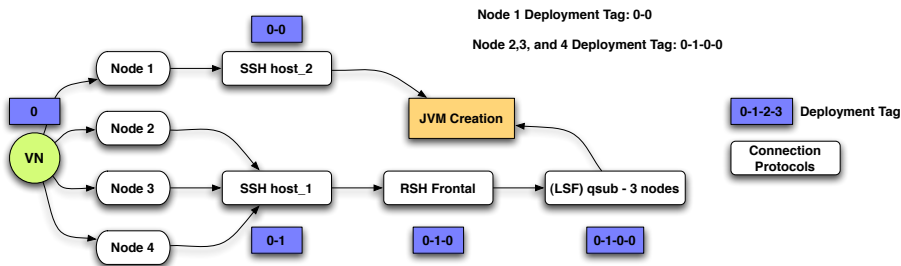 Node 1 Deployment Tag: 0-0
Node 2,3, and 4 Deployment Tag: 0-1-0-0
0-0
Node 1
SSH host_2
0
VN
Node 2
JVM Creation
0-1-2-3
Deployment Tag
Connection
Protocols
Node 3
SSH host_1
RSH Frontal
(LSF) qsub - 3 nodes
Node 4
0-1
0-1-0
0-1-0-0